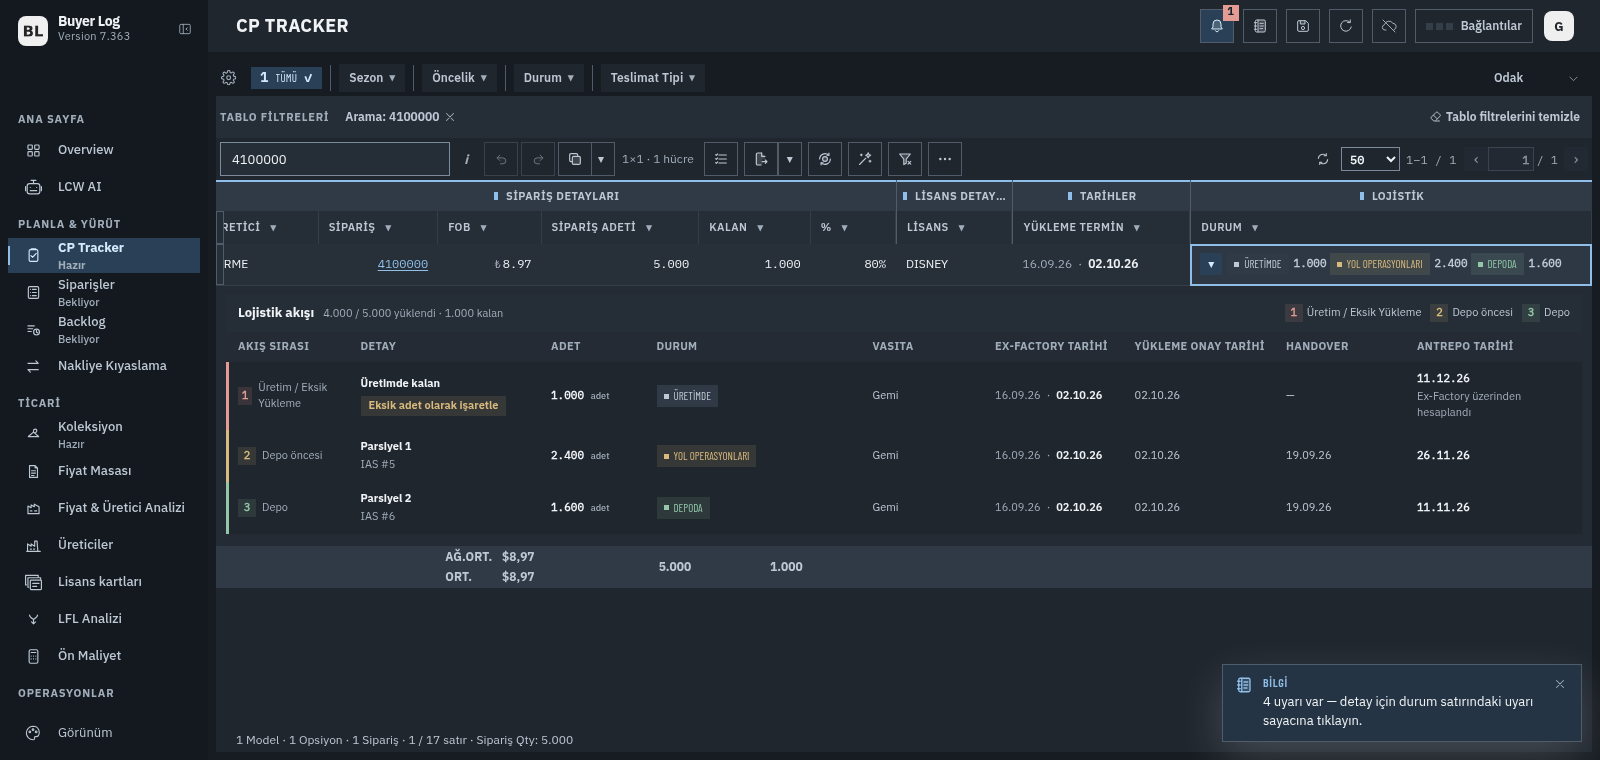 BL
Buyer Log
Version 7.363
CP TRACKER
1
Bağlantılar
G
1 TÜMÜ
Sezon
Öncelik
Durum
Teslimat Tipi
Odak
ANA SAYFA
Overview
LCW AI
PLANLA & YÜRÜT
CP Tracker
Hazır
Siparişler
Bekliyor
Backlog
Bekliyor
Nakliye Kıyaslama
TİCARİ
Koleksiyon
Hazır
Fiyat Masası
Fiyat & Üretici Analizi
Üreticiler
Lisans kartları
LFL Analizi
Ön Maliyet
OPERASYONLAR
Görünüm
TABLO FİLTRELERİ Arama: 4100000
Tablo filtrelerini temizle
4100000
i
1×1 · 1 hücre
50
1–1 / 1
1 / 1
SİPARİŞ DETAYLARI LİSANS DETAY... TARİHLER LOJİSTİK
RETİCİ SİPARİŞ FOB SİPARİŞ ADETİ KALAN % LİSANS YÜKLEME TERMİN DURUM
RME 4100000 ₺8.97 5.000 1.000 80% DISNEY 16.09.26 · 02.10.26 ÜRETİMDE 1.000 YOL OPERASYONLARI 2.400 DEPODA 1.600
Lojistik akışı 4.000 / 5.000 yüklendi · 1.000 kalan
1 Üretim / Eksik Yükleme 2 Depo öncesi 3 Depo
AKIŞ SIRASI DETAY ADET DURUM VASITA EX-FACTORY TARİHİ YÜKLEME ONAY TARİHİ HANDOVER ANTREPO TARİHİ
1 Üretim / Eksik
Yükleme
Üretimde kalan
Eksik adet olarak işaretle
1.000 adet
ÜRETİMDE
Gemi
16.09.26 · 02.10.26
02.10.26
—
11.12.26
Ex-Factory üzerinden
hesaplandı
2 Depo öncesi
Parsiyel 1
IAS #5
2.400 adet
YOL OPERASYONLARI
Gemi
16.09.26 · 02.10.26
02.10.26
19.09.26
26.11.26
3 Depo
Parsiyel 2
IAS #6
1.600 adet
DEPODA
Gemi
16.09.26 · 02.10.26
02.10.26
19.09.26
11.11.26
AĞ.ORT. $8,97
ORT. $8,97
5.000
1.000
BİLGİ
4 uyarı var — detay için durum satırındaki uyarı
sayacına tıklayın.
1 Model · 1 Opsiyon · 1 Sipariş · 1 / 17 satır · Sipariş Qty: 5.000